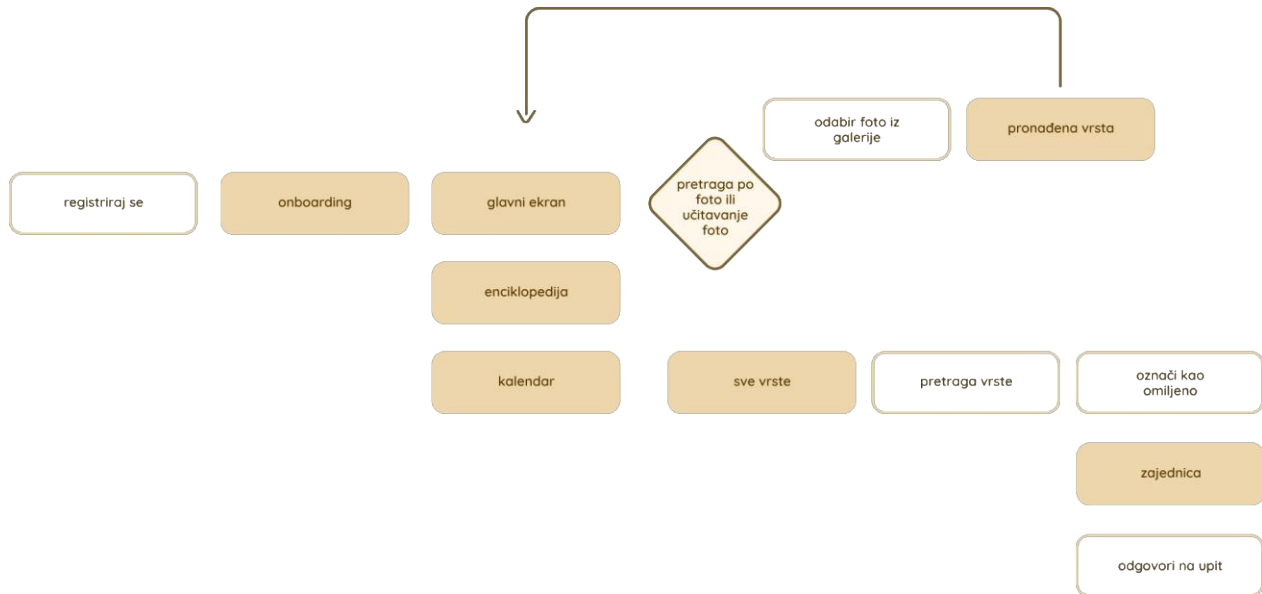 odabir foto iz
galerije
pronađena vrsta
registriraj se
onboarding
glavni ekran
pretraga po
foto ili
učitavanje
foto
enciklopedija
kalendar
sve vrste
pretraga vrste
označi kao
omiljeno
zajednica
odgovori na upit